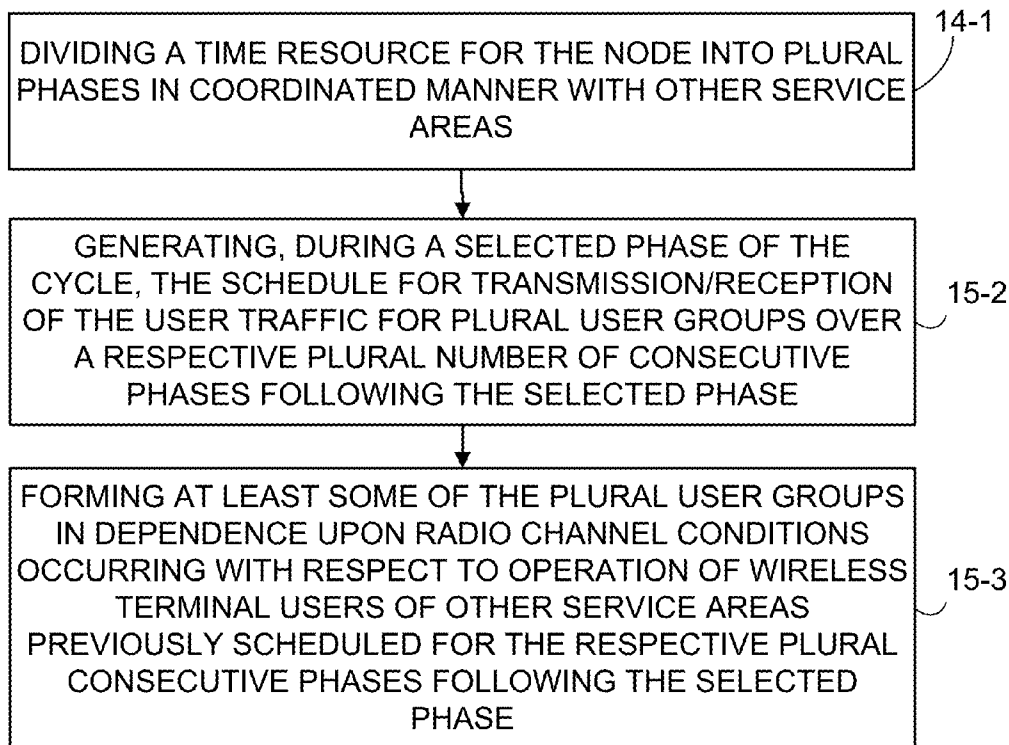 14-1
DIVIDING A TIME RESOURCE FOR THE NODE INTO PLURAL
PHASES IN COORDINATED MANNER WITH OTHER SERVICE
AREAS
GENERATING, DURING A SELECTED PHASE OF THE
CYCLE, THE SCHEDULE FOR TRANSMISSION/RECEPTION
OF THE USER TRAFFIC FOR PLURAL USER GROUPS OVER
A RESPECTIVE PLURAL NUMBER OF CONSECUTIVE
PHASES FOLLOWING THE SELECTED PHASE
15-2
FORMING AT LEAST SOME OF THE PLURAL USER GROUPS
IN DEPENDENCE UPON RADIO CHANNEL CONDITIONS
OCCURRING WITH RESPECT TO OPERATION OF WIRELESS
TERMINAL USERS OF OTHER SERVICE AREAS
PREVIOUSLY SCHEDULED FOR THE RESPECTIVE PLURAL
CONSECUTIVE PHASES FOLLOWING THE SELECTED
PHASE
15-3